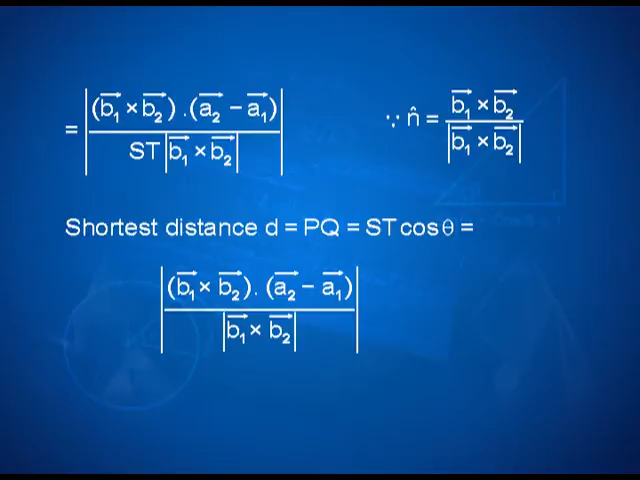 = |(b₁⃗ × b₂⃗) . (a₂⃗ – a₁⃗) / ST|b₁⃗ × b₂⃗|| ∵ n̂ = b₁⃗ × b₂⃗ / |b₁⃗ × b₂⃗|
Shortest distance d = PQ = ST cos θ =
|(b₁⃗ × b₂⃗) . (a₂⃗ – a₁⃗) / |b₁⃗ × b₂⃗||